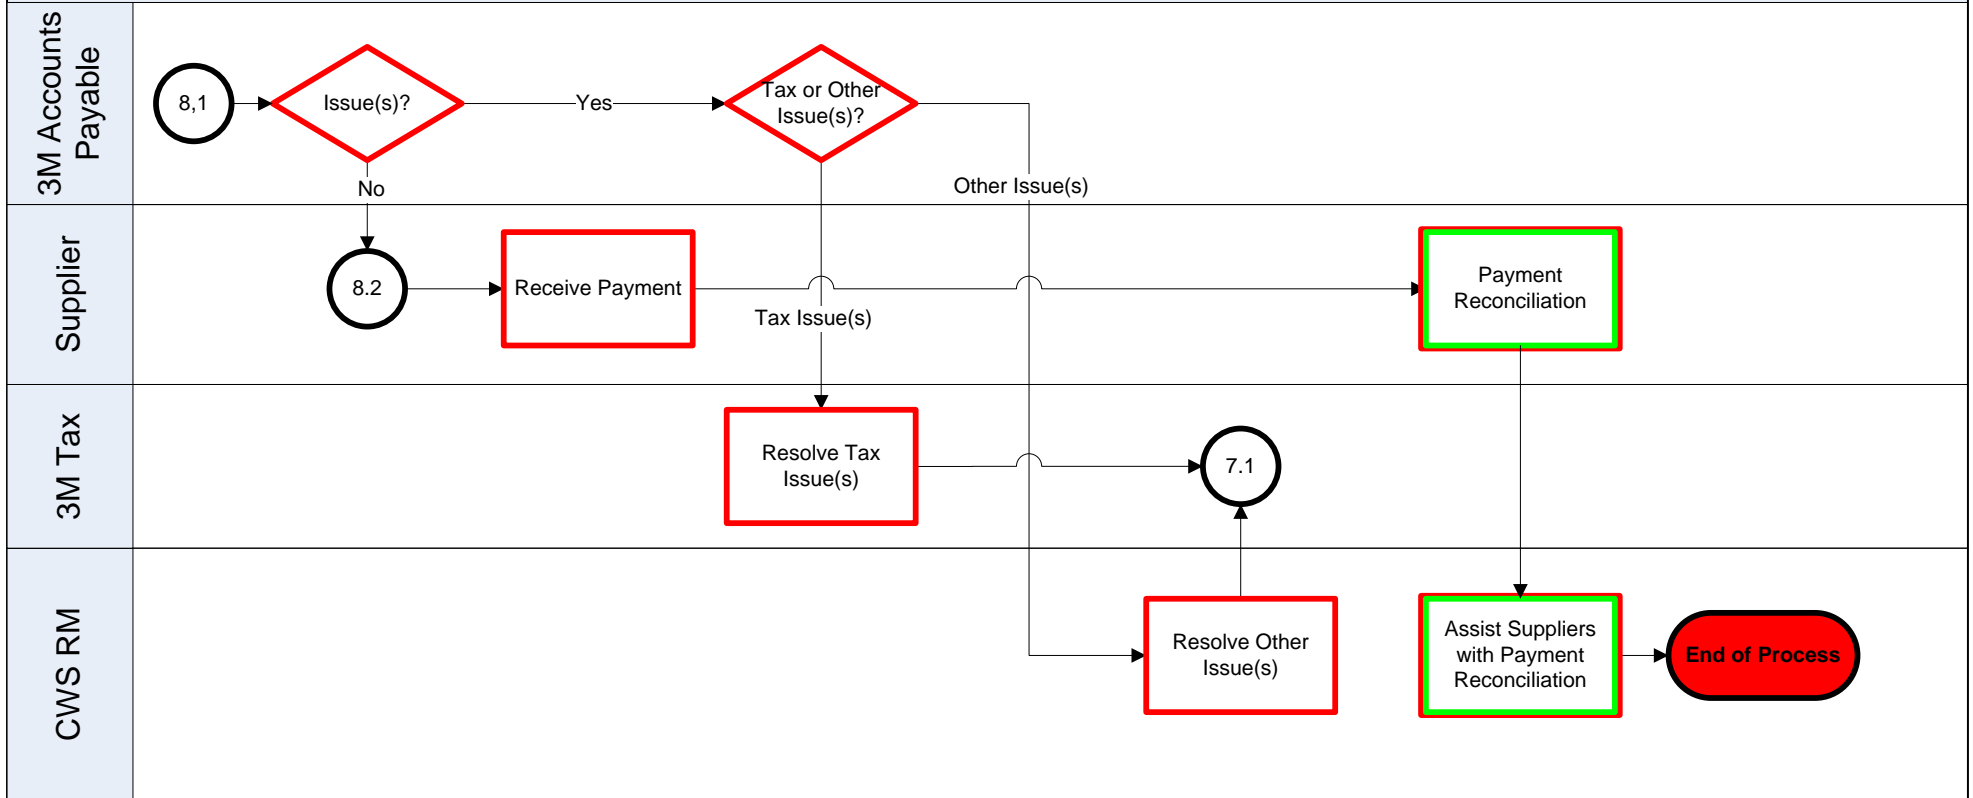 3M Accounts
Payable
8,1
Issue(s)?
Yes
Tax or Other
Issue(s)?
No
Other Issue(s)
Supplier
8.2
Receive Payment
Tax Issue(s)
Payment
Reconciliation
3M Tax
Resolve Tax
Issue(s)
7.1
CWS RM
Resolve Other
Issue(s)
Assist Suppliers
with Payment
Reconciliation
End of Process